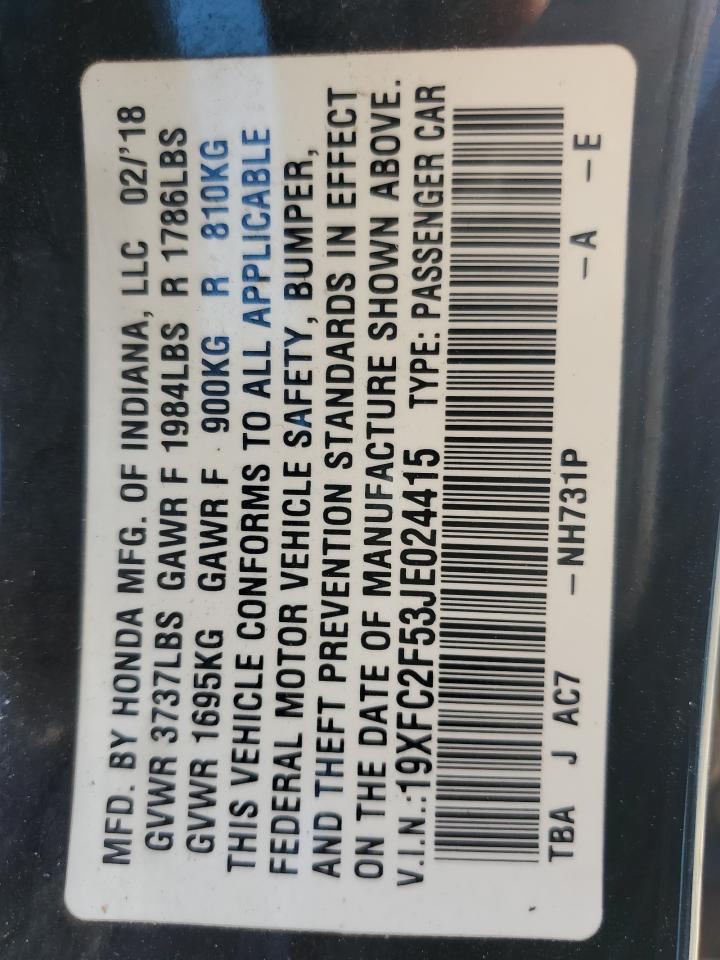 MFD. BY HONDA MFG. OF INDIANA, LLC 02/'18
GVWR 3737LBS GAWR F 1984LBS R 1786LBS
GVWR 1695KG GAWR F 900KG R 810KG
THIS VEHICLE CONFORMS TO ALL APPLICABLE
FEDERAL MOTOR VEHICLE SAFETY, BUMPER,
AND THEFT PREVENTION STANDARDS IN EFFECT
ON THE DATE OF MANUFACTURE SHOWN ABOVE.
V.I.N.:19XFC2F53JE024415 TYPE: PASSENGER CAR
TBA J AC7 –NH731P –A –E